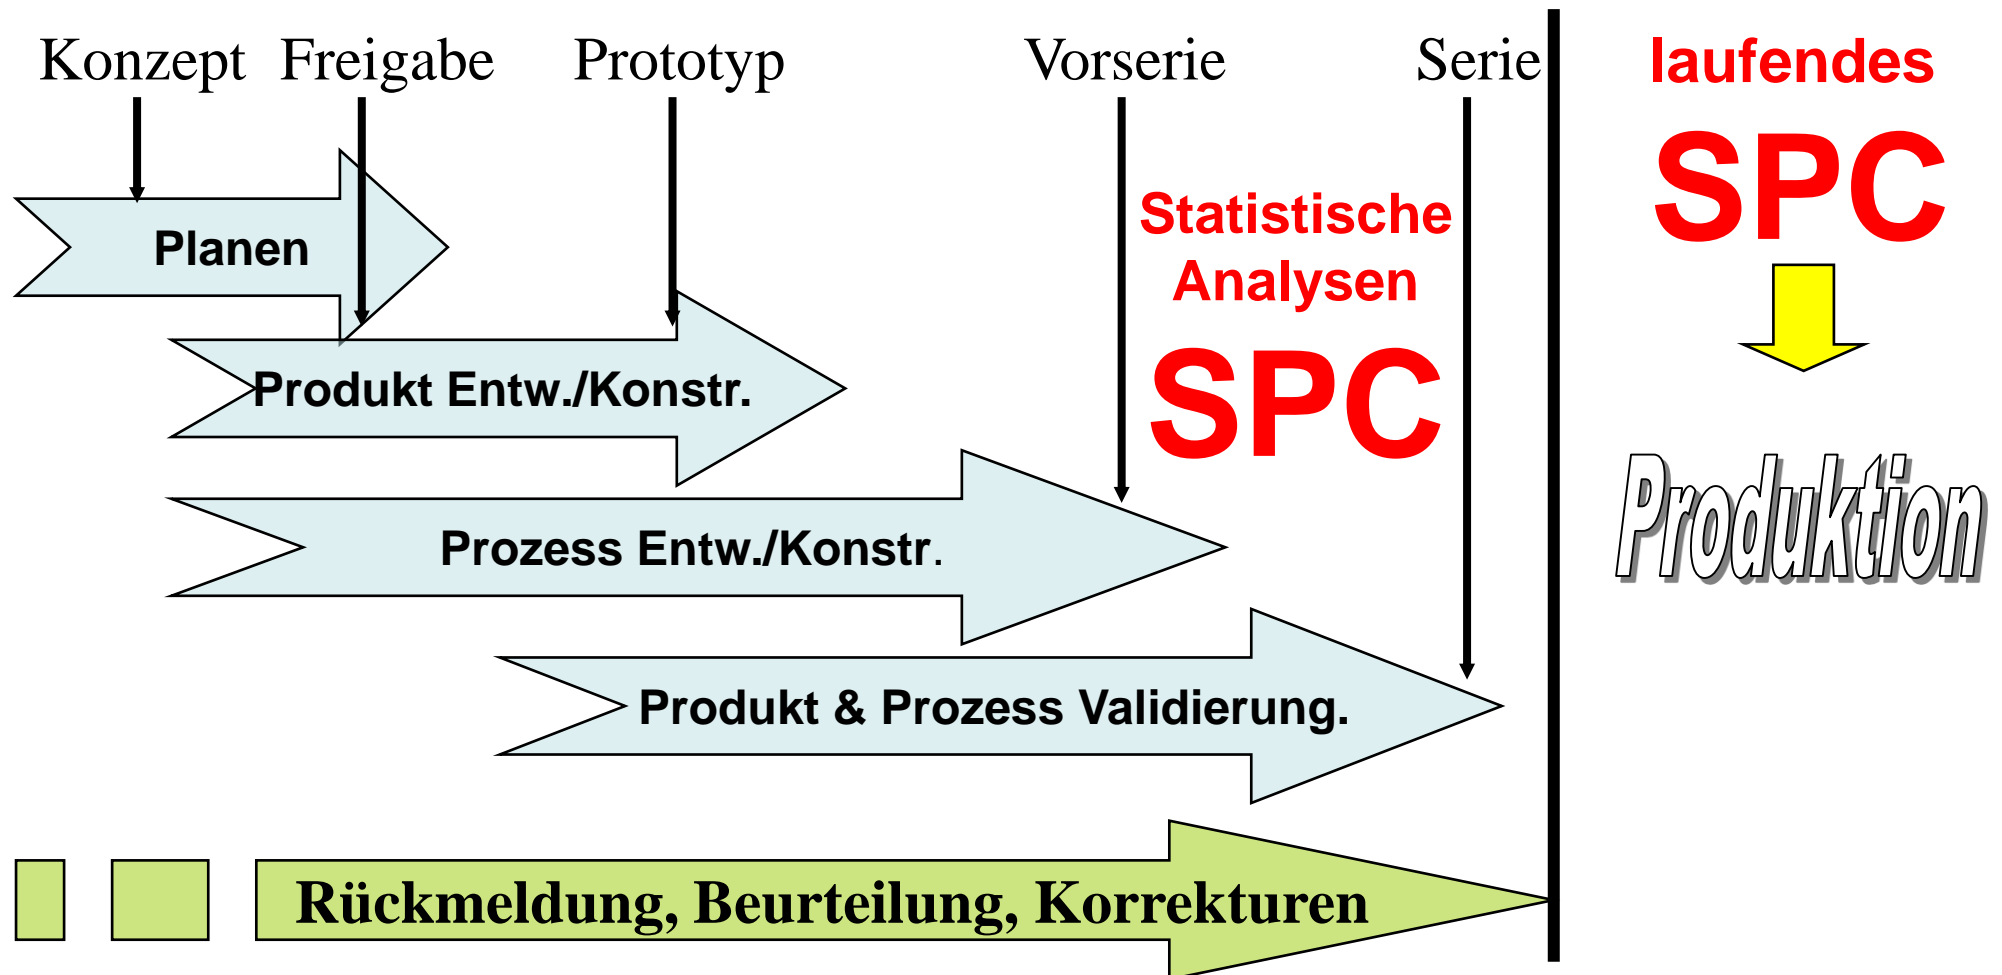 Konzept Freigabe Prototyp Vorserie Serie
laufendes
SPC
Statistische
Analysen
SPC
Planen
Produkt Entw./Konstr.
Prozess Entw./Konstr.
Produktion
Produkt & Prozess Validierung.
Rückmeldung, Beurteilung, Korrekturen